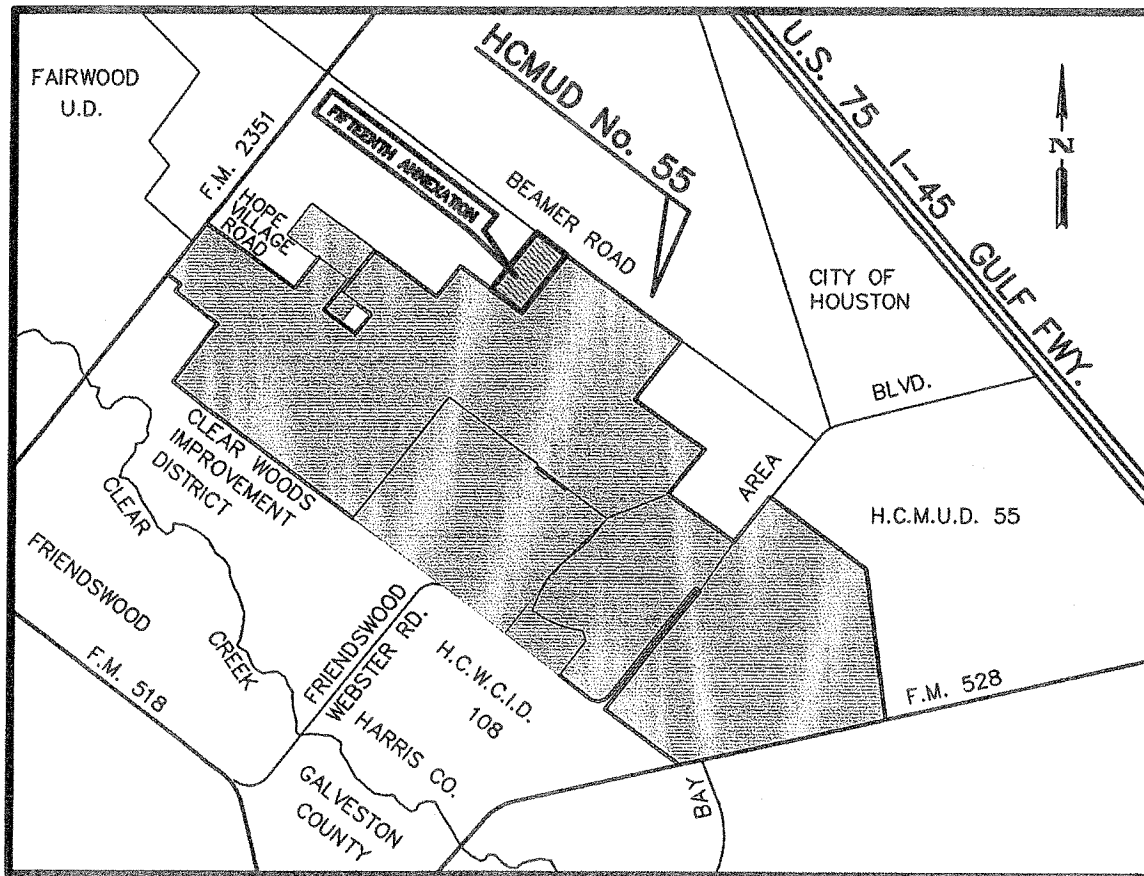 FAIRWOOD
U.D.
F.M. 2351
HCMUD No. 55
U.S. 75 I-45 GULF FWY.
N
FIFTEENTH ANNEXATION
HOPE
VILLAGE
ROAD
BEAMER ROAD
CITY OF
HOUSTON
BLVD.
AREA
H.C.M.U.D. 55
CLEAR WOODS
IMPROVEMENT
DISTRICT
CLEAR
CREEK
FRIENDSWOOD
F.M. 518
FRIENDSWOOD
WEBSTER RD.
H.C.W.C.I.D.
108
HARRIS CO.
GALVESTON
COUNTY
F.M. 528
BAY